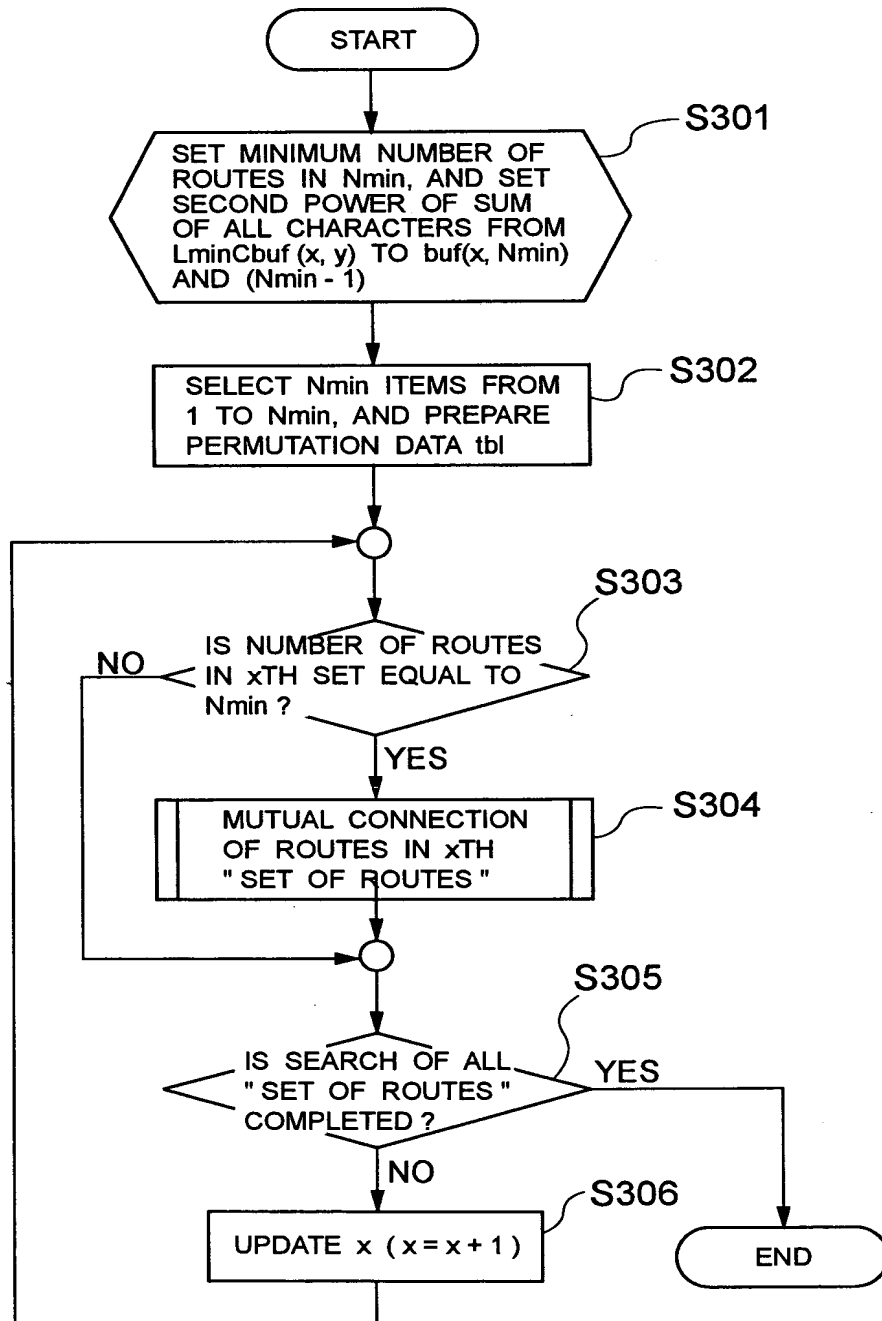 START
S301
SET MINIMUM NUMBER OF
ROUTES IN Nmin, AND SET
SECOND POWER OF SUM
OF ALL CHARACTERS FROM
LminCbuf (x, y) TO buf(x, Nmin)
AND (Nmin - 1)
S302
SELECT Nmin ITEMS FROM
1 TO Nmin, AND PREPARE
PERMUTATION DATA tbl
S303
IS NUMBER OF ROUTES
IN xTH SET EQUAL TO
Nmin ?
NO
YES
S304
MUTUAL CONNECTION
OF ROUTES IN xTH
" SET OF ROUTES "
S305
IS SEARCH OF ALL
" SET OF ROUTES "
COMPLETED ?
YES
NO
S306
UPDATE x ( x = x + 1 )
END